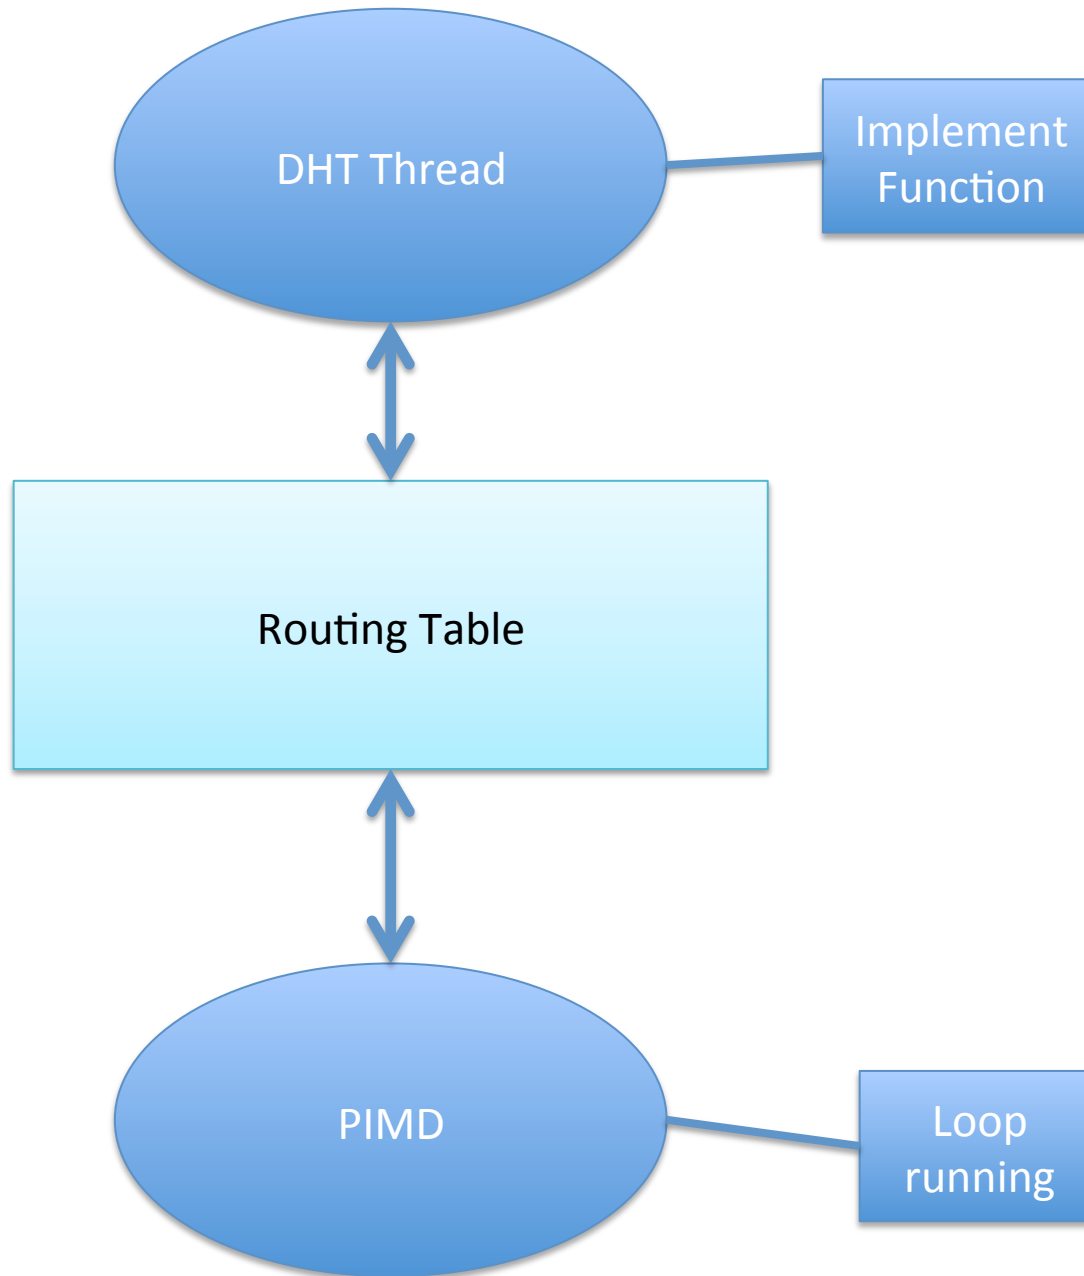 DHT Thread
Implement
Function
Routing Table
PIMD
Loop
running